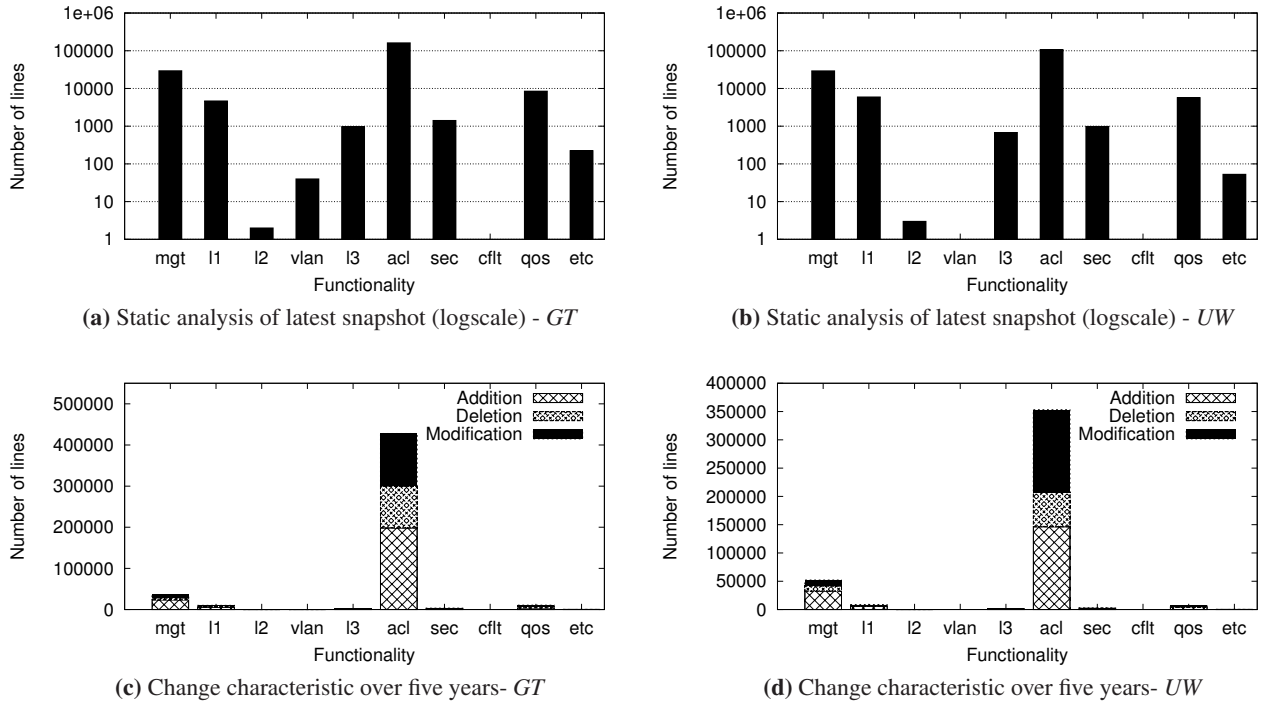 1e+06
100000
10000
1000
100
10
1
Number of lines
mgt l1 l2 vlan l3 acl sec cflt qos etc
Functionality
(a) Static analysis of latest snapshot (logscale) - GT
1e+06
100000
10000
1000
100
10
1
Number of lines
mgt l1 l2 vlan l3 acl sec cflt qos etc
Functionality
(b) Static analysis of latest snapshot (logscale) - UW
500000
400000
300000
200000
100000
0
Number of lines
Addition
Deletion
Modification
mgt l1 l2 vlan l3 acl sec cflt qos etc
Functionality
(c) Change characteristic over five years- GT
400000
350000
300000
250000
200000
150000
100000
50000
0
Number of lines
Addition
Deletion
Modification
mgt l1 l2 vlan l3 acl sec cflt qos etc
Functionality
(d) Change characteristic over five years- UW